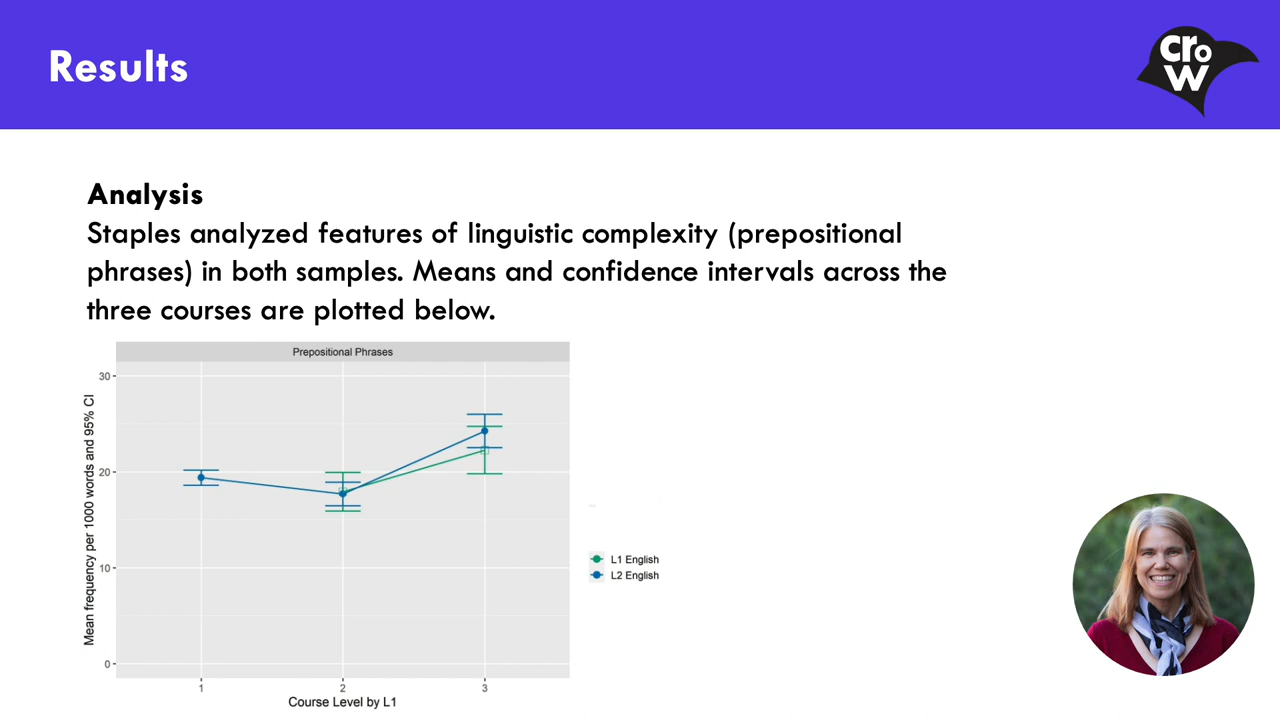 Results
crow
Analysis
Staples analyzed features of linguistic complexity (prepositional
phrases) in both samples. Means and confidence intervals across the
three courses are plotted below.
Prepositional Phrases
Mean frequency per 1000 words and 95% CI
30
20
10
0
1
2
3
Course Level by L1
L1 English
L2 English